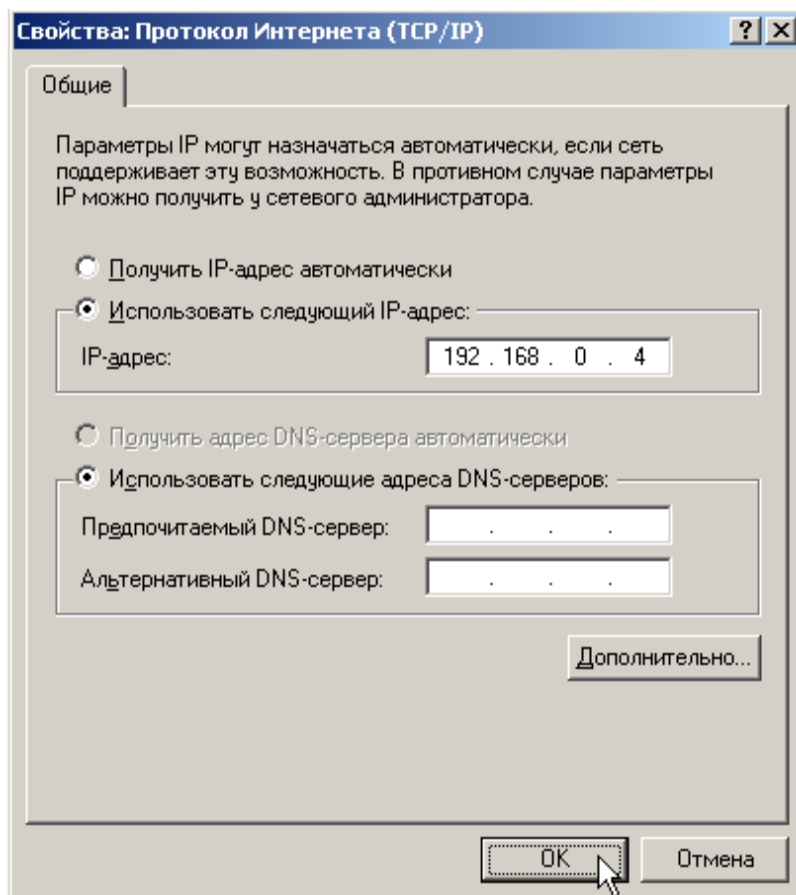 Свойства: Протокол Интернета (TCP/IP)
Общие
Параметры IP могут назначаться автоматически, если сеть
поддерживает эту возможность. В противном случае параметры
IP можно получить у сетевого администратора.
Получить IP-адрес автоматически
Использовать следующий IP-адрес:
IP-адрес: 192 . 168 . 0 . 4
Получить адрес DNS-сервера автоматически
Использовать следующие адреса DNS-серверов:
Предпочитаемый DNS-сервер: . . .
Альтернативный DNS-сервер: . . .
Дополнительно...
OK Отмена